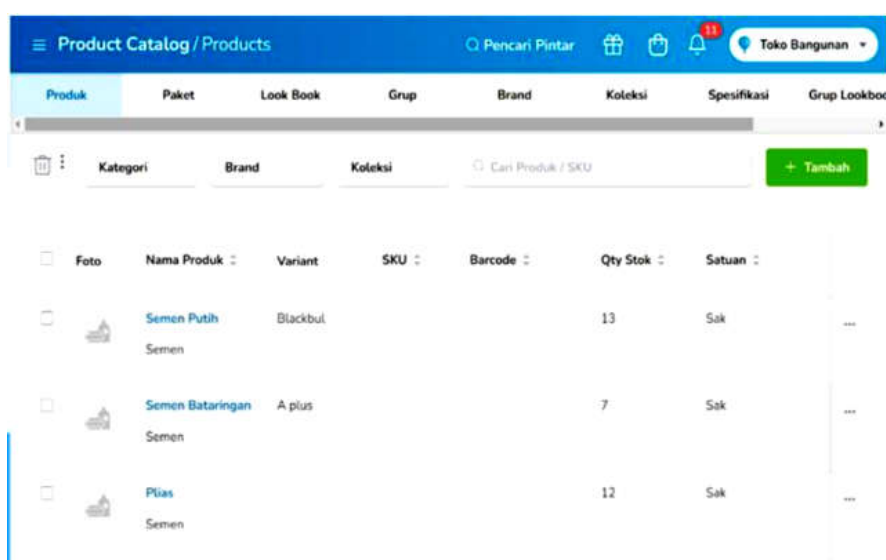 Product Catalog / Products Pencari Pintar 11 Toko Bangunan
Produk Paket Look Book Grup Brand Koleksi Spesifikasi Grup Lookboo
Kategori Brand Koleksi Cari Produk / SKU + Tambah
Foto Nama Produk Variant SKU Barcode Qty Stok Satuan
Semen Putih Blackbul 13 Sak ...
Semen
Semen Bataringan A plus 7 Sak ...
Semen
Plias 12 Sak ...
Semen